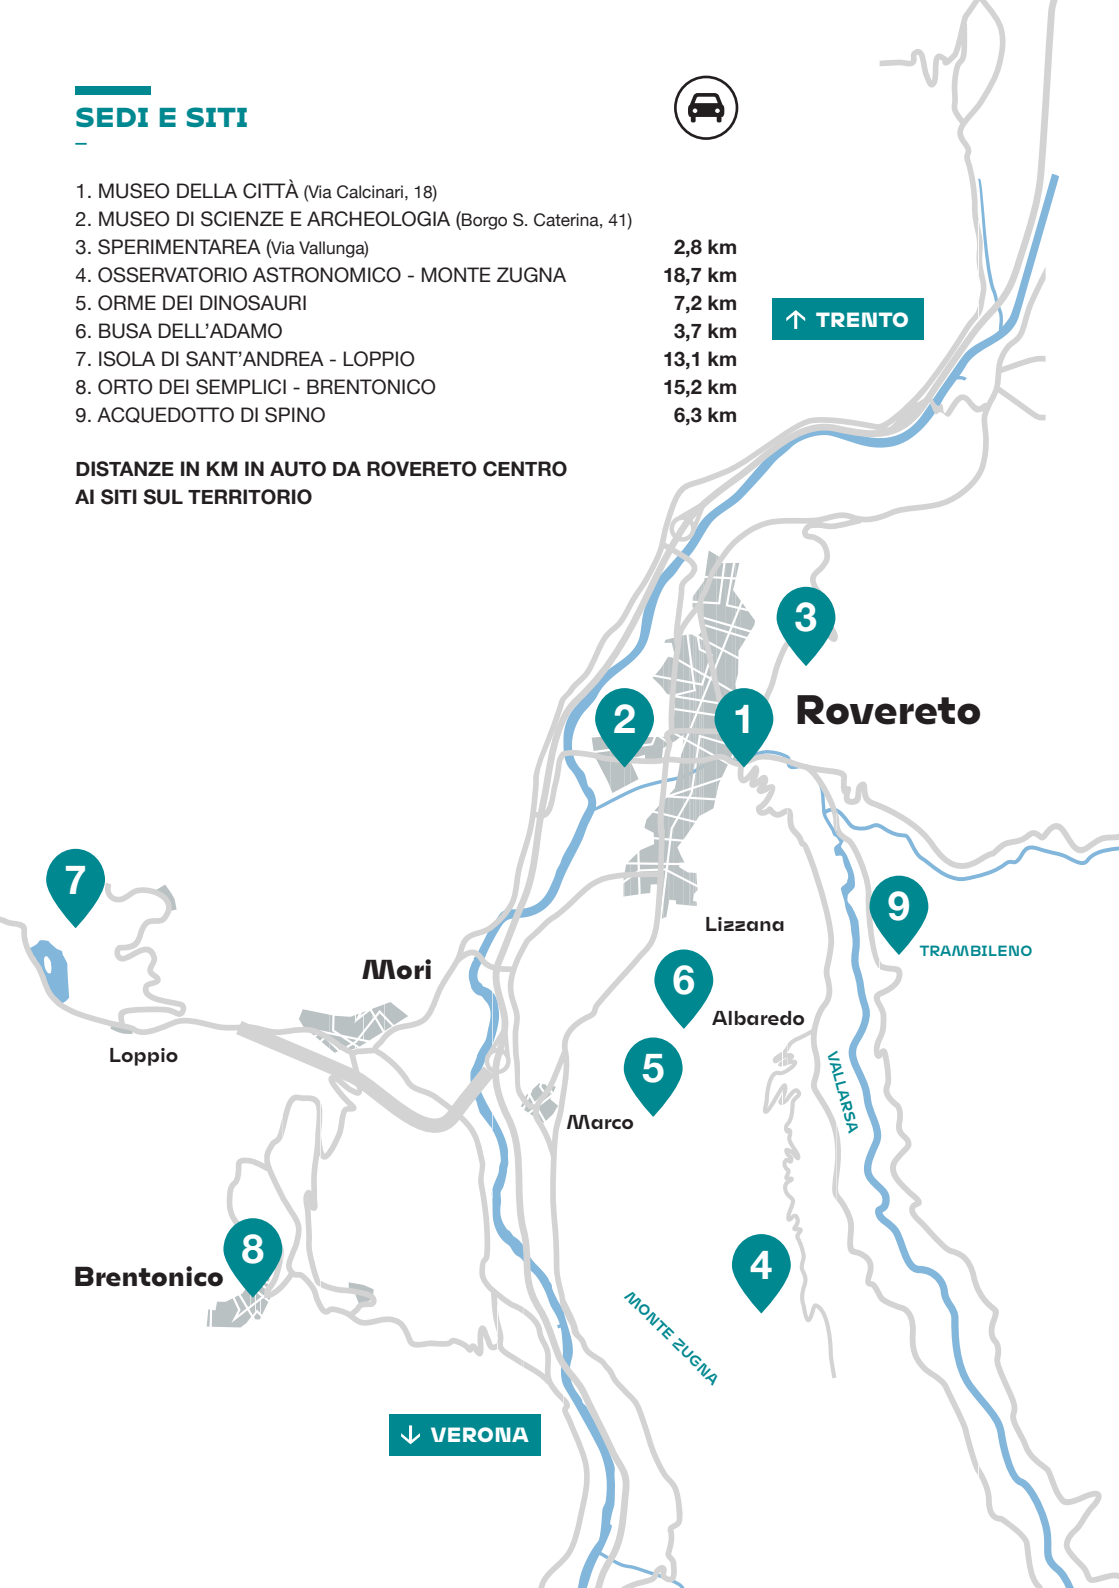 SEDI E SITI
1. MUSEO DELLA CITTÀ (Via Calcinari, 18)
2. MUSEO DI SCIENZE E ARCHEOLOGIA (Borgo S. Caterina, 41)
3. SPERIMENTAREA (Via Vallunga) 2,8 km
4. OSSERVATORIO ASTRONOMICO - MONTE ZUGNA 18,7 km
5. ORME DEI DINOSAURI 7,2 km
6. BUSA DELL'ADAMO 3,7 km
7. ISOLA DI SANT'ANDREA - LOPPIO 13,1 km
8. ORTO DEI SEMPLICI - BRENTONICO 15,2 km
9. ACQUEDOTTO DI SPINO 6,3 km
DISTANZE IN KM IN AUTO DA ROVERETO CENTRO
AI SITI SUL TERRITORIO
↑ TRENTO
3
Rovereto
2
1
7
9
Lizzana
TRAMBILENO
Mori
6
Albaredo
Loppio
5
VALLARSA
Marco
8
Brentonico
4
MONTE ZUGNA
↓ VERONA